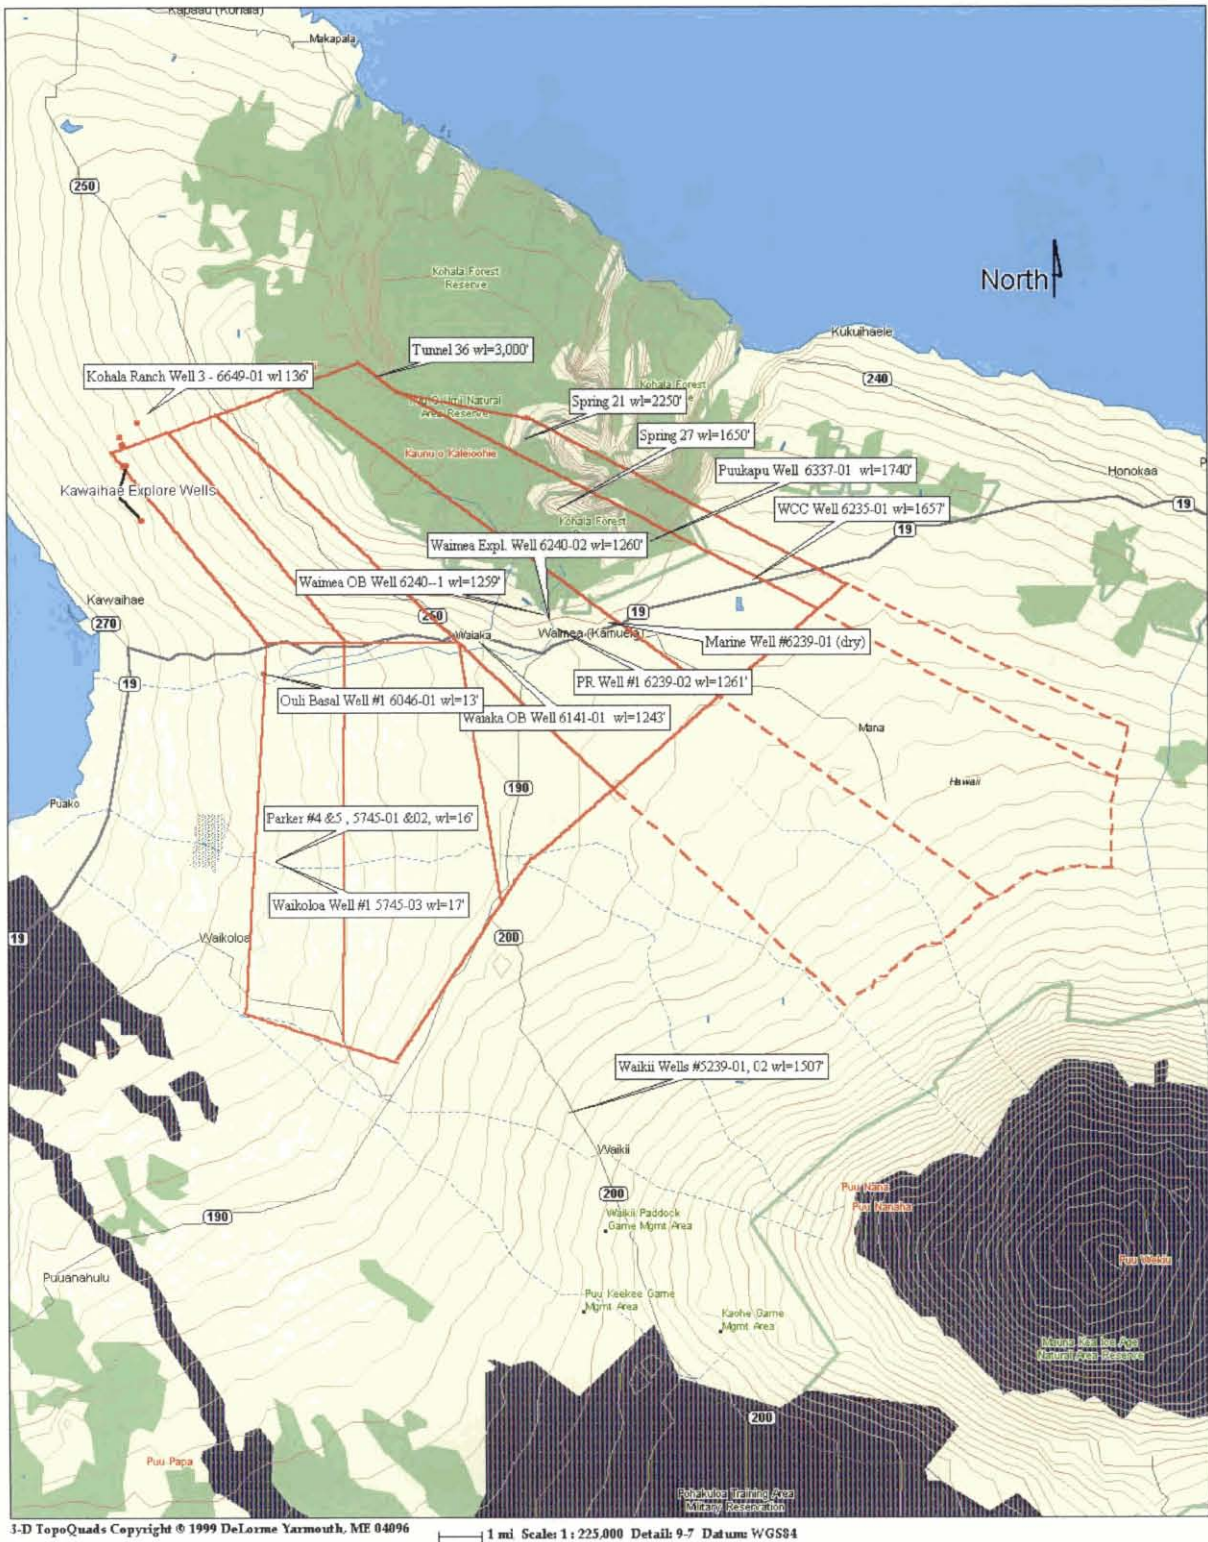 Kapaau (Kohala)
Makapala
250
Kohala Forest
Reserve
North
Kukuihaele
Tunnel 36 wl=3,000'
Kohala Ranch Well 3 - 6649-01 wl 136'
240
Kohala Forest
Spring 21 wl=2250'
Natural
Area Reserve
Spring 27 wl=1650'
Kaunu o Kaleioohie
Puukapu Well 6337-01 wl=1740'
Honokaa
Kawaihae Explore Wells
WCC Well 6235-01 wl=1657'
19
19
Kohala Forest
Waimea Expl. Well 6240-02 wl=1260'
Waimea OB Well 6240--1 wl=1259'
Kawaihae
270
250
19
Waiaka
Waimea (Kamuela)
Marine Well #6239-01 (dry)
19
PR Well #1 6239-02 wl=1261'
Ouli Basal Well #1 6046-01 wl=13'
Waiaka OB Well 6141-01 wl=1243'
Mana
Hawaii
190
Puako
Parker #4 &5 , 5745-01 &02, wl=16'
Waikoloa Well #1 5745-03 wl=17'
19
Waikoloa
200
Waikii Wells #5239-01, 02 wl=1507'
Waikii
Puu Nana
200
Puu Nanaha
190
Waikii Paddock
Game Mgmt Area
Puu Wekiu
Puuanahulu
Puu Keekee Game
Mgmt Area
Kaohe Game
Mgmt Area
Mauna Kea Ice Age
Natural Area Reserve
200
Puu Papa
Pohakuloa Training Area
Military Reservation
3-D TopoQuads Copyright © 1999 DeLorme Yarmouth, ME 04096
1 mi Scale: 1 : 225,000 Detail: 9-7 Datum: WGS84